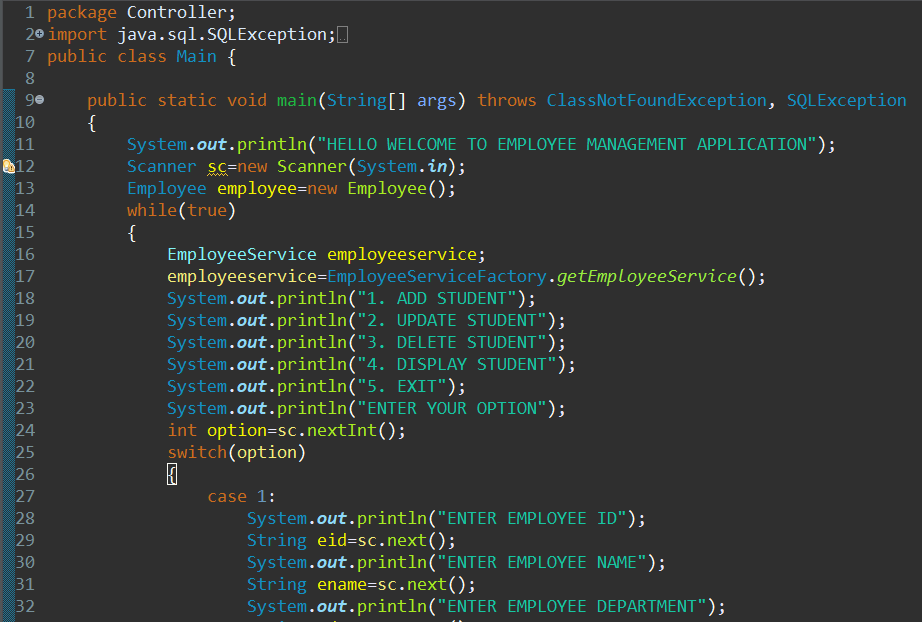 1 package Controller;
2 import java.sql.SQLException;
7 public class Main {
8
9 public static void main(String[] args) throws ClassNotFoundException, SQLException
10 {
11 System.out.println("HELLO WELCOME TO EMPLOYEE MANAGEMENT APPLICATION");
12 Scanner sc=new Scanner(System.in);
13 Employee employee=new Employee();
14 while(true)
15 {
16 EmployeeService employeeservice;
17 employeeservice=EmployeeServiceFactory.getEmployeeService();
18 System.out.println("1. ADD STUDENT");
19 System.out.println("2. UPDATE STUDENT");
20 System.out.println("3. DELETE STUDENT");
21 System.out.println("4. DISPLAY STUDENT");
22 System.out.println("5. EXIT");
23 System.out.println("ENTER YOUR OPTION");
24 int option=sc.nextInt();
25 switch(option)
26 {
27 case 1:
28 System.out.println("ENTER EMPLOYEE ID");
29 String eid=sc.next();
30 System.out.println("ENTER EMPLOYEE NAME");
31 String ename=sc.next();
32 System.out.println("ENTER EMPLOYEE DEPARTMENT");